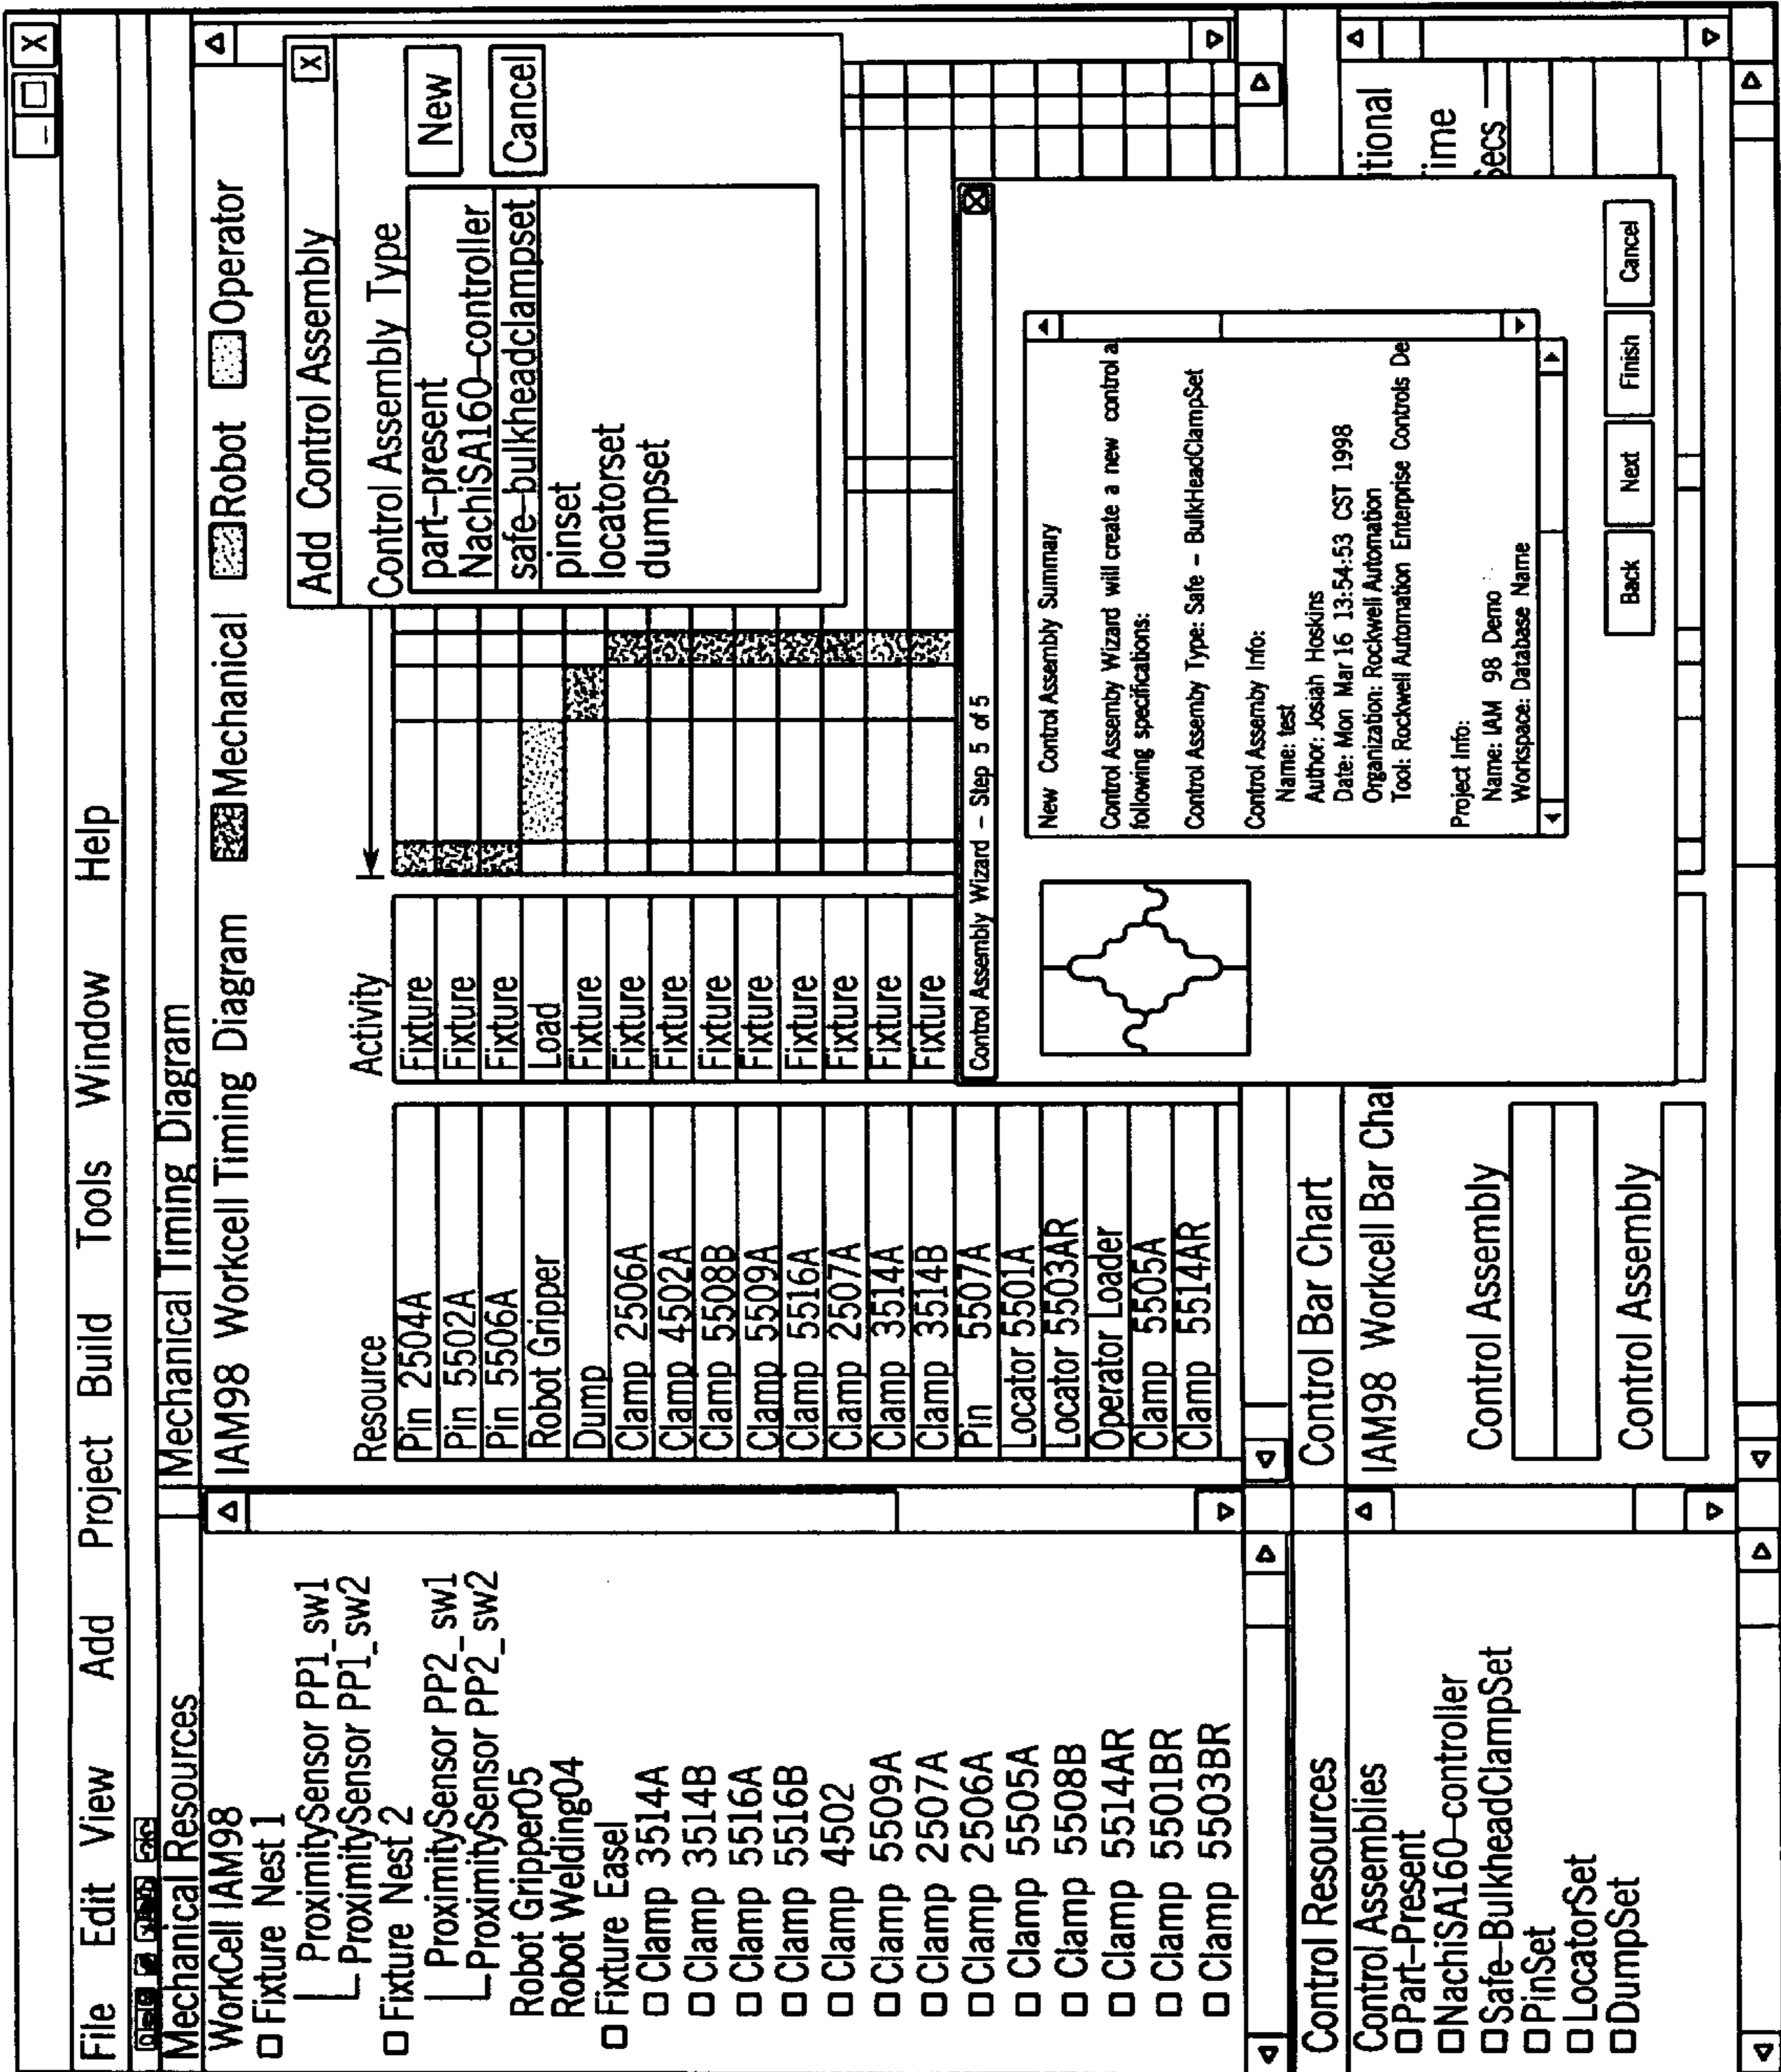 _ □ X
File Edit View Add Project Build Tools Window Help
Mechanical Resources
WorkCell IAM98
Fixture Nest 1
ProximitySensor PP1_sw1
ProximitySensor PP1_sw2
Fixture Nest 2
ProximitySensor PP2_sw1
ProximitySensor PP2_sw2
Robot Gripper05
Robot Welding04
Fixture Easel
Clamp 3514A
Clamp 3514B
Clamp 5516A
Clamp 5516B
Clamp 4502
Clamp 5509A
Clamp 2507A
Clamp 2506A
Clamp 5505A
Clamp 5508B
Clamp 5514AR
Clamp 5501BR
Clamp 5503BR
Mechanical Timing Diagram
IAM98 Workcell Timing Diagram Mechanical Robot Operator
Resource Activity
Pin 2504A Fixture
Pin 5502A Fixture
Pin 5506A Fixture
Robot Gripper Load
Dump Fixture
Clamp 2506A Fixture
Clamp 4502A Fixture
Clamp 5508B Fixture
Clamp 5509A Fixture
Clamp 5516A Fixture
Clamp 2507A Fixture
Clamp 3514A Fixture
Clamp 3514B Fixture
Pin 5507A
Locator 5501A
Locator 5503AR
Operator Loader
Clamp 5505A
Clamp 5514AR
Add Control Assembly X
Control Assembly Type
part-present
NachiSA160-controller
safe-bulkheadclampset
pinset
locatorset
dumpset
New
Cancel
Control Assembly Wizard - Step 5 of 5
New Control Assembly Summary
Control Assemby Wizard will create a new control a
following specifications:
Control Assemby Type: Safe - BulkHeadClampSet
Control Assemby Info:
Name: test
Author: Josiah Hoskins
Date: Mon Mar 16 13:54:53 CST 1998
Organization: Rockwell Automation
Tool: Rockwell Automation Enterprise Controls De
Project Info:
Name: IAM 98 Demo
Workspace: Database Name
Back Next Finish Cancel
Control Resources
Control Assemblies
Part-Present
NachiSA160-controller
Safe-BulkheadClampSet
PinSet
LocatorSet
DumpSet
Control Bar Chart
IAM98 Workcell Bar Cha
Control Assembly
Control Assembly
itional
ime
Secs